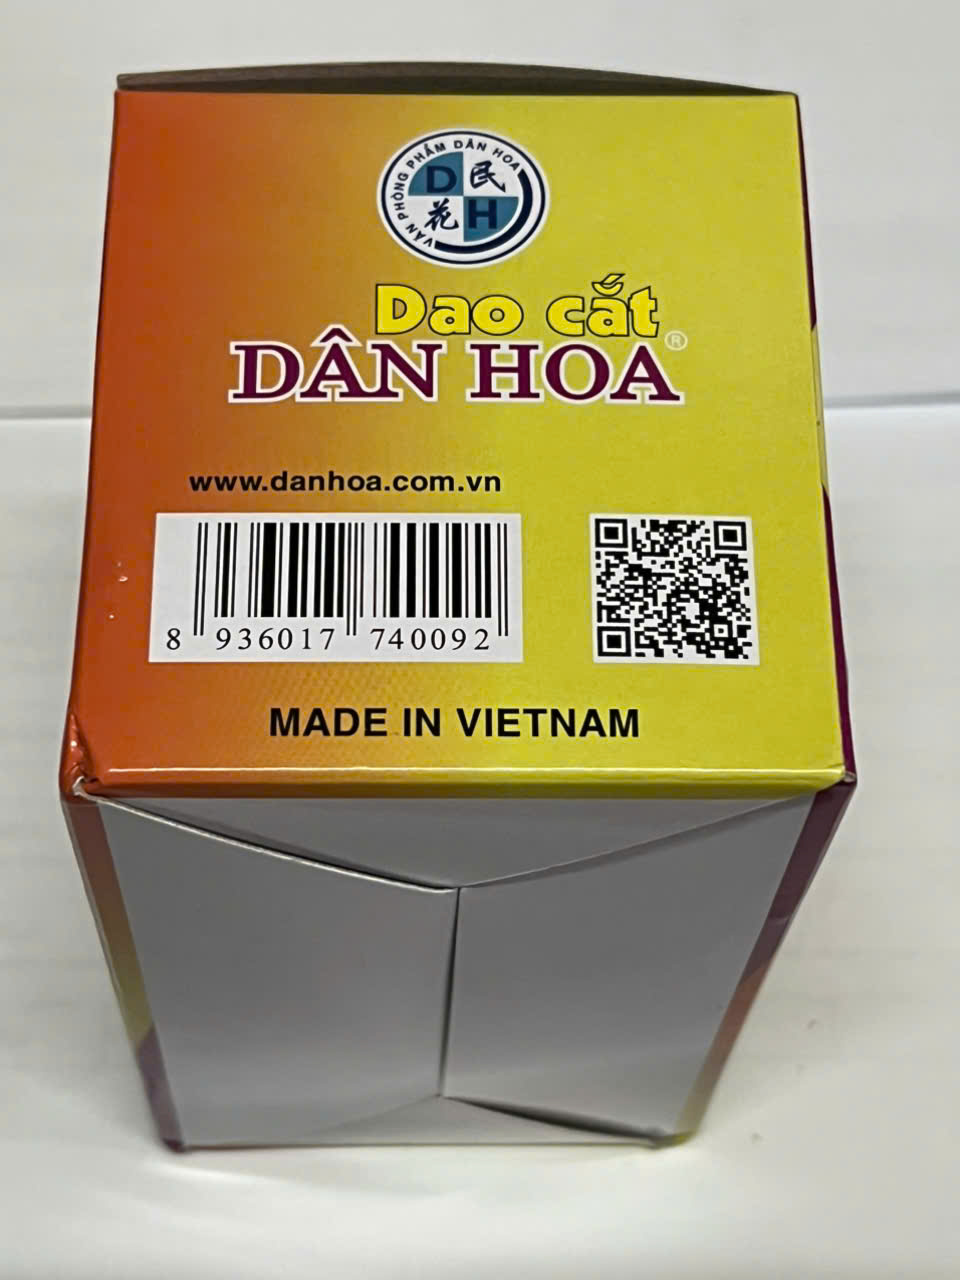 VĂN PHÒNG PHẨM DÂN HOA
D 民
花 H
Dao cắt
DÂN HOA®
www.danhoa.com.vn
8 936017 740092
MADE IN VIETNAM